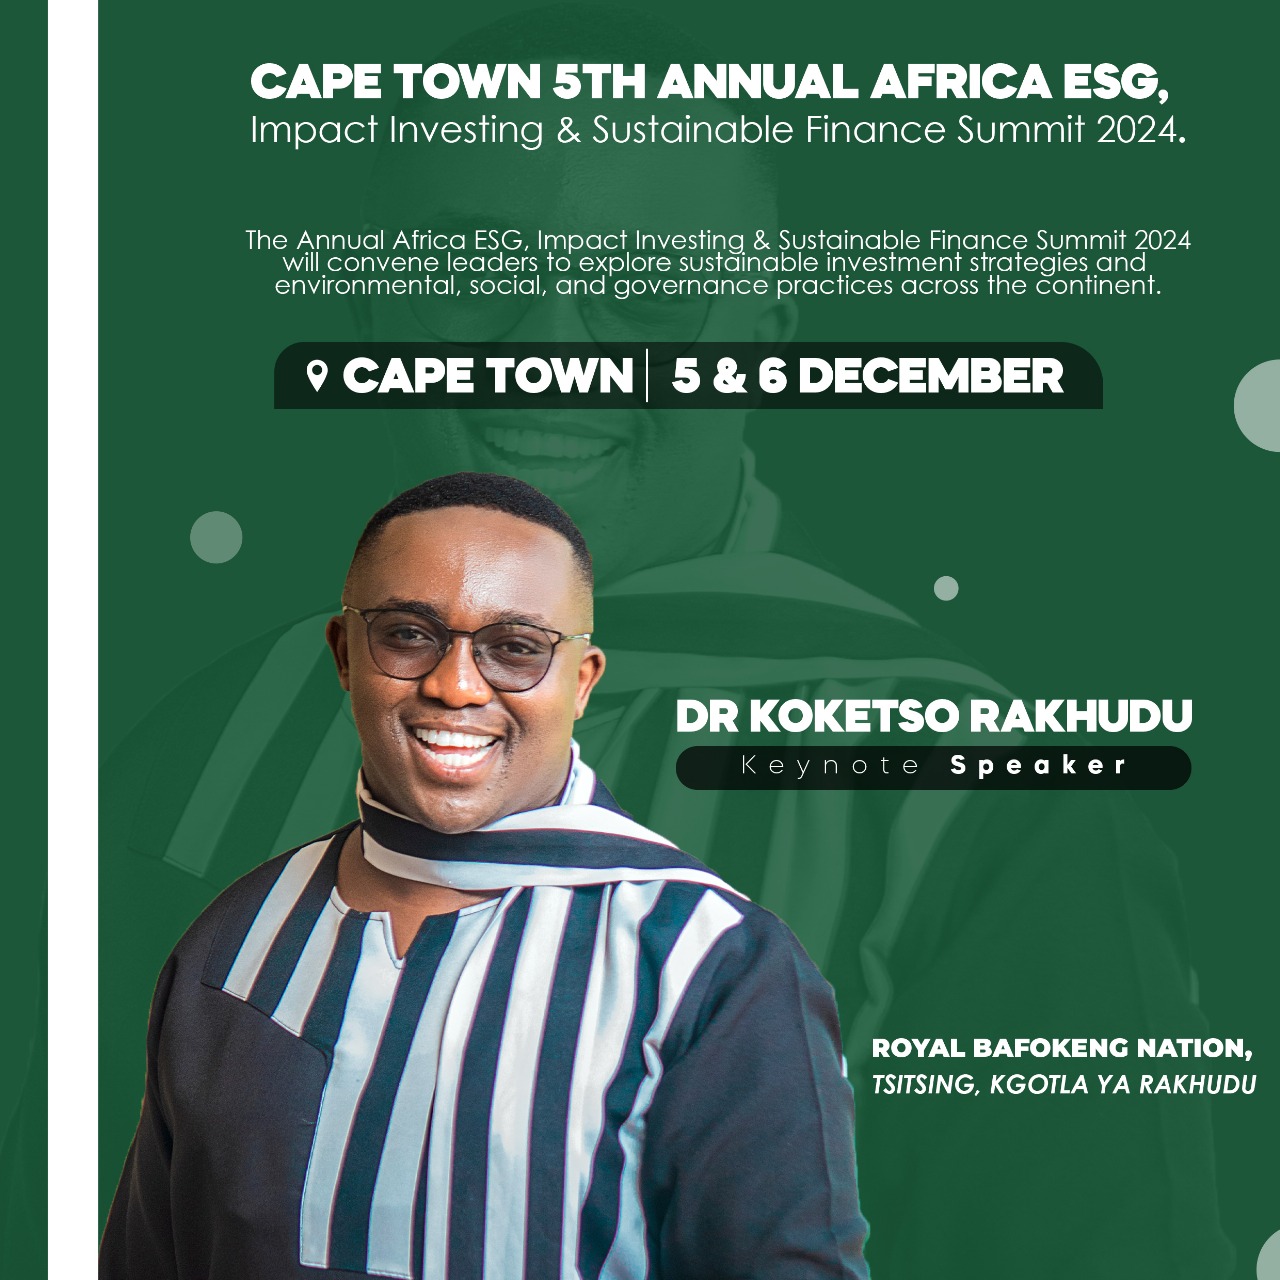 CAPE TOWN 5TH ANNUAL AFRICA ESG,
Impact Investing & Sustainable Finance Summit 2024.
The Annual Africa ESG, Impact Investing & Sustainable Finance Summit 2024
will convene leaders to explore sustainable investment strategies and
environmental, social, and governance practices across the continent.
CAPE TOWN | 5 & 6 DECEMBER
DR KOKETSO RAKHUDU
Keynote Speaker
ROYAL BAFOKENG NATION,
TSITSING, KGOTLA YA RAKHUDU